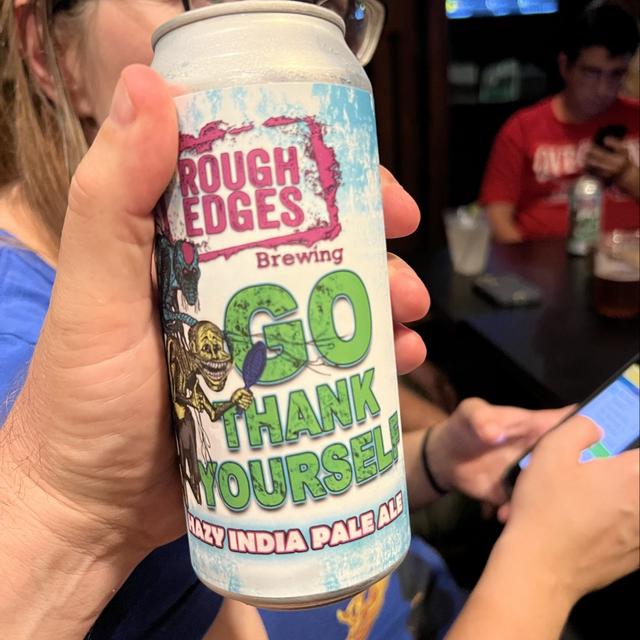 ROUGH
EDGES
Brewing
GO
THANK
YOURSELF
HAZY INDIA PALE ALE